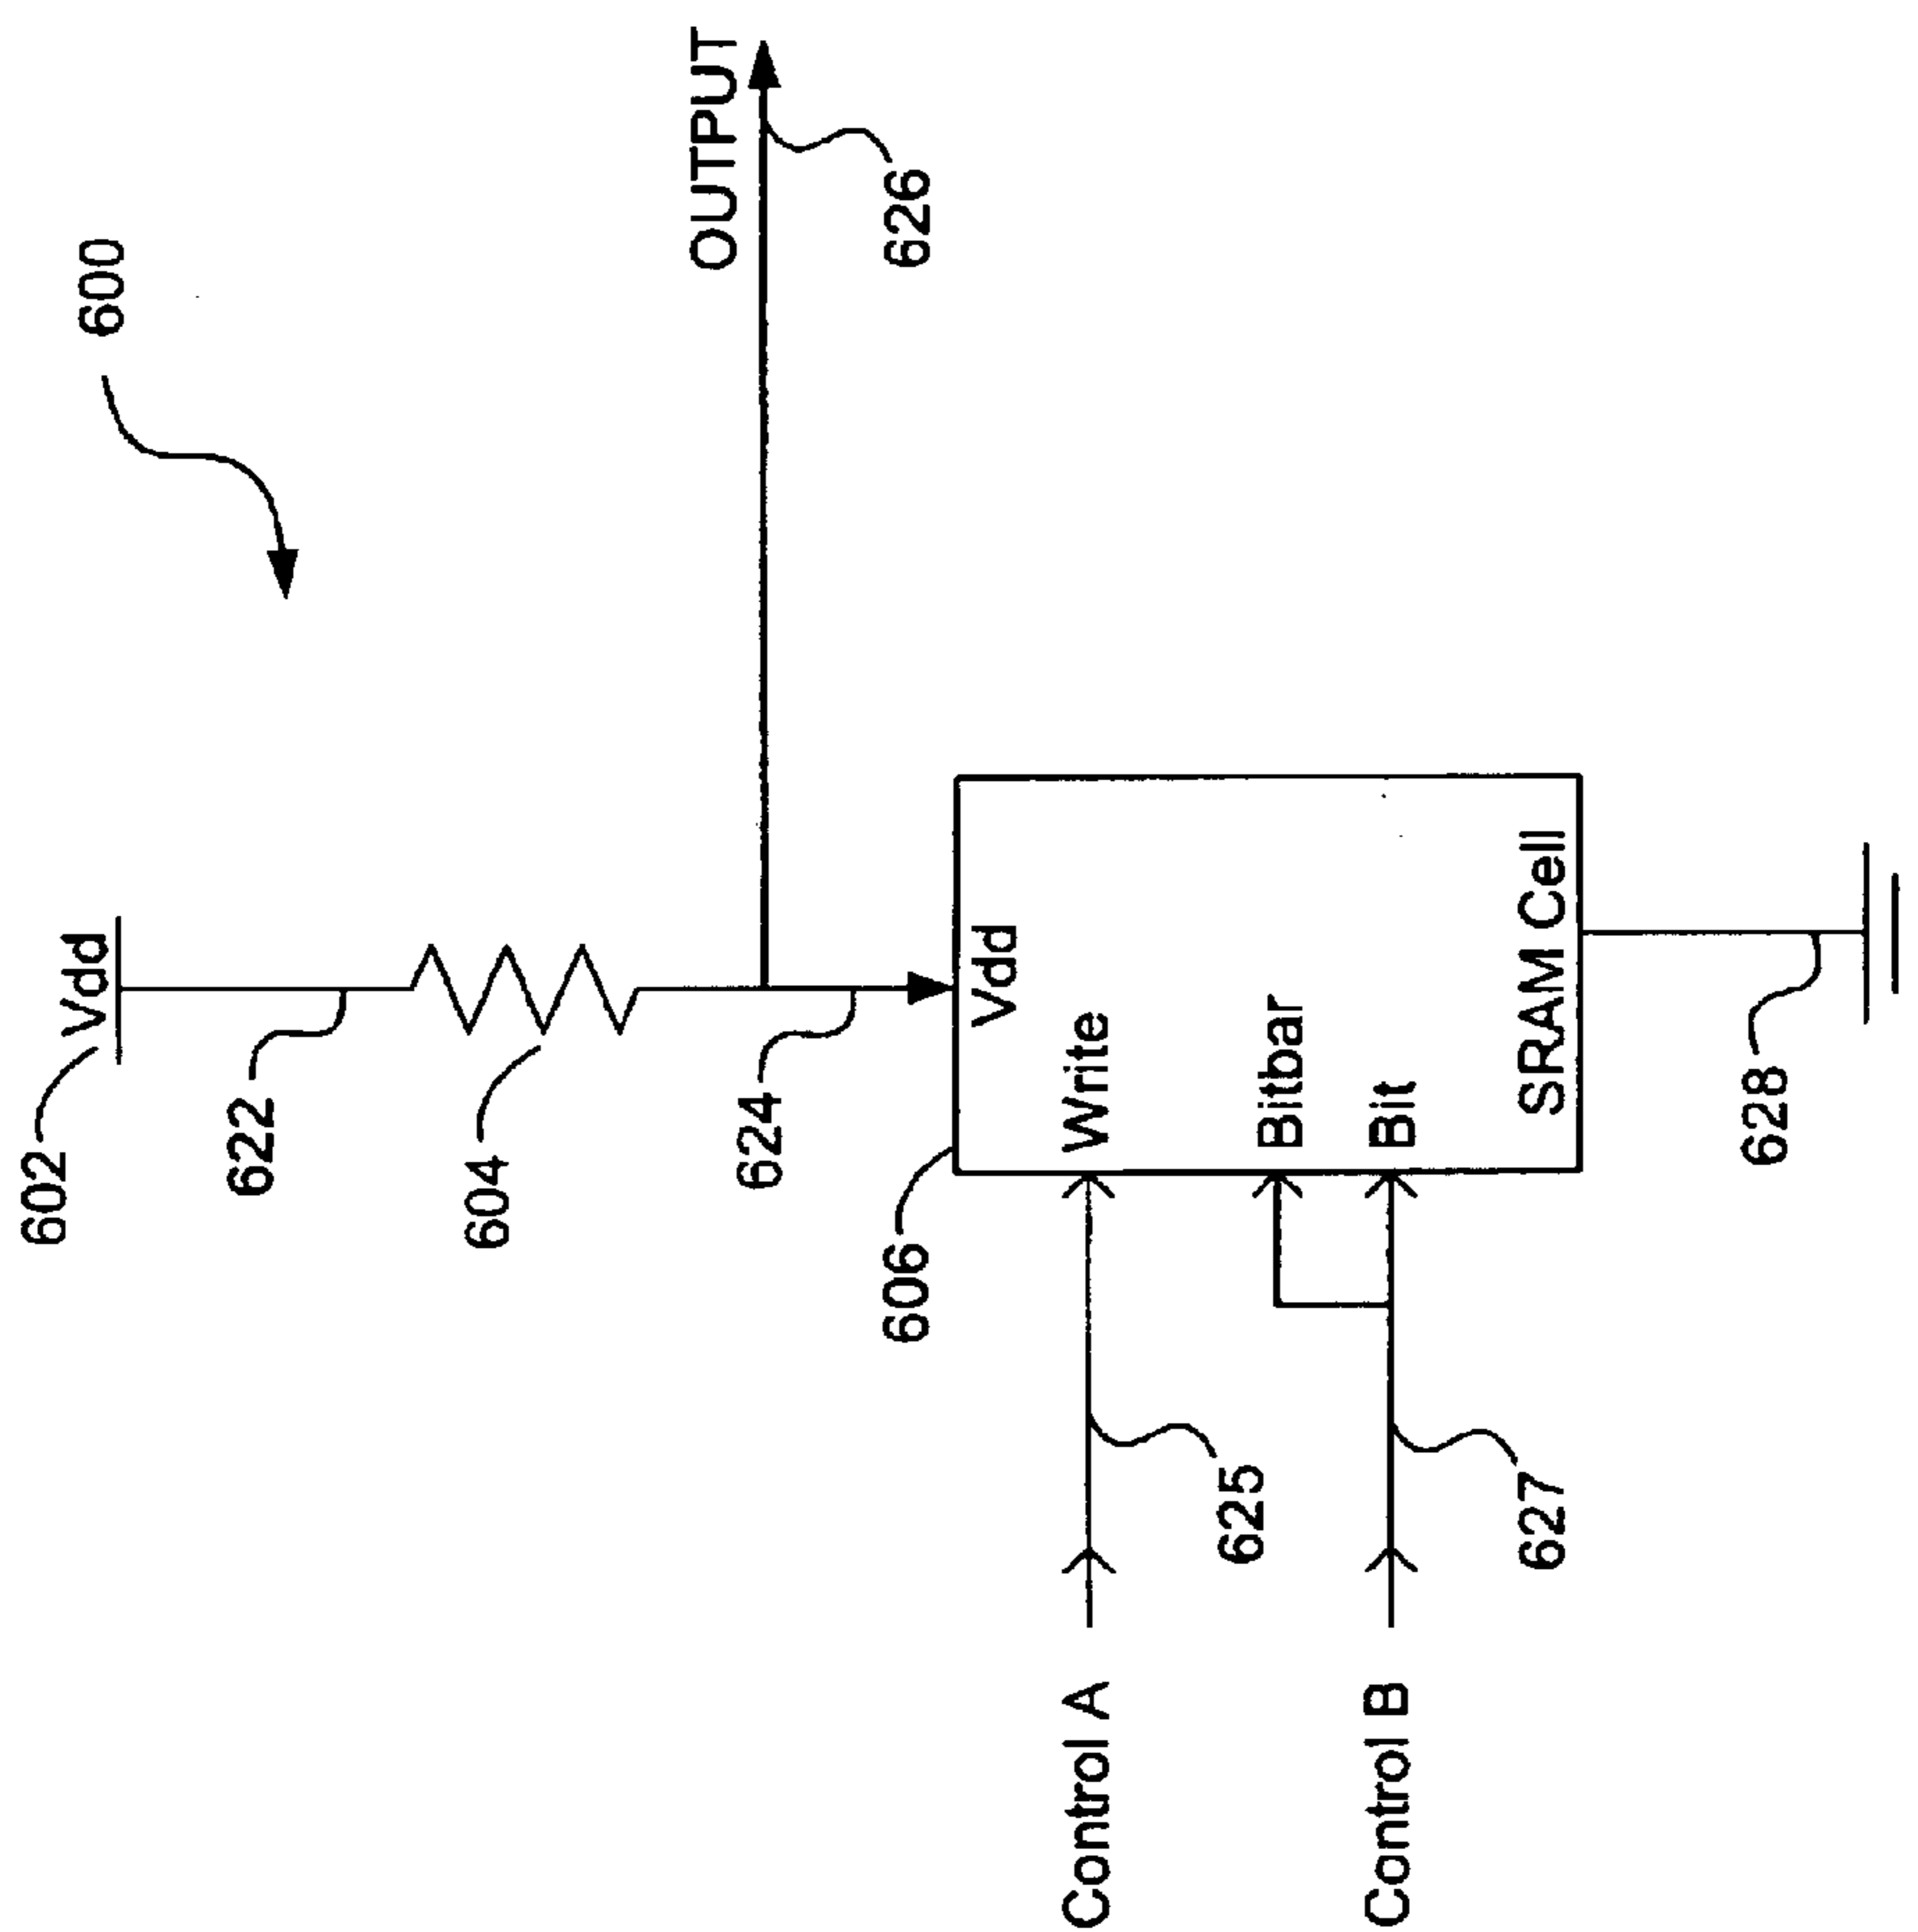 600
602
Vdd
622
604
OUTPUT
626
624
606
Vdd
Control A
625
Write
Bitbar
Control B
627
Bit
SRAM Cell
628